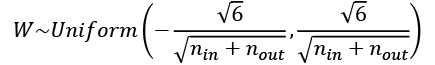 W~Uniform(−√6/√(n_in + n_out), √6/√(n_in + n_out))